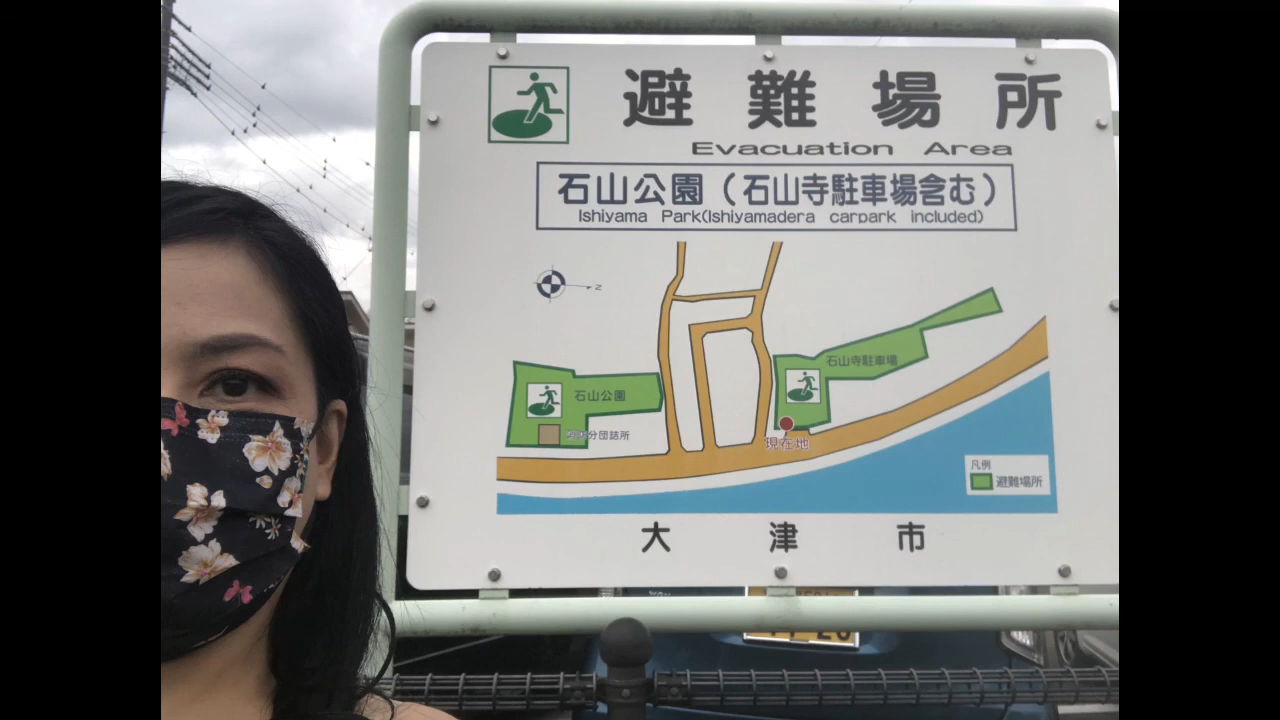 避難場所
Evacuation Area
石山公園（石山寺駐車場含む）
Ishiyama Park(Ishiyamadera carpark included)
N
石山寺駐車場
石山公園
分団詰所
現在地
凡例
避難場所
大津市